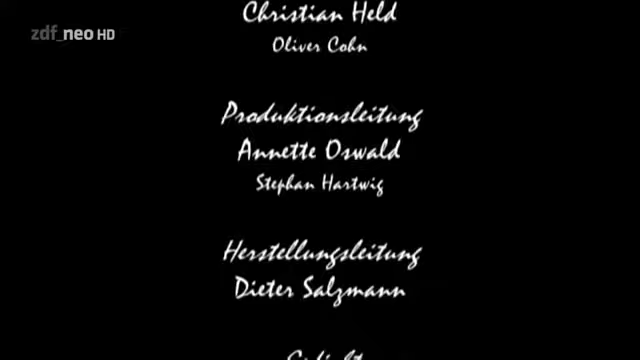 Christian Held
zdf_neo HD
Oliver Cohn
Produktionsleitung
Annette Oswald
Stephan Hartwig
Herstellungsleitung
Dieter Salzmann